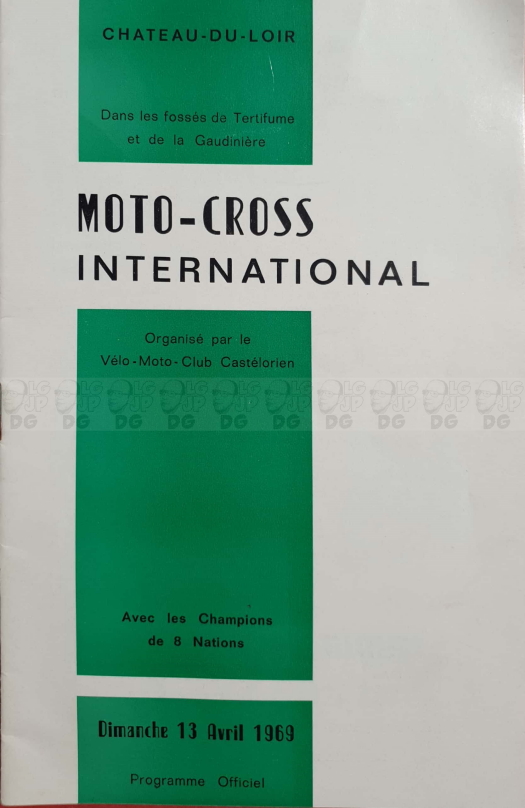 CHATEAU-DU-LOIR
Dans les fossés de Tertifume
et de la Gaudinière
MOTO-CROSS
INTERNATIONAL
Organisé par le
Vélo-Moto-Club Castélorien
Avec les Champions
de 8 Nations
Dimanche 13 Avril 1969
Programme Officiel